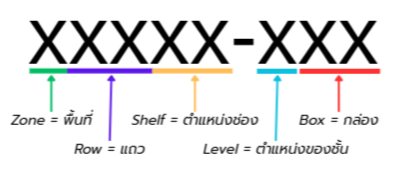 XXXXX-XXX
Zone = พื้นที่ Shelf = ตำแหน่งช่อง Box = กล่อง
Row = แถว Level = ตำแหน่งของชั้น